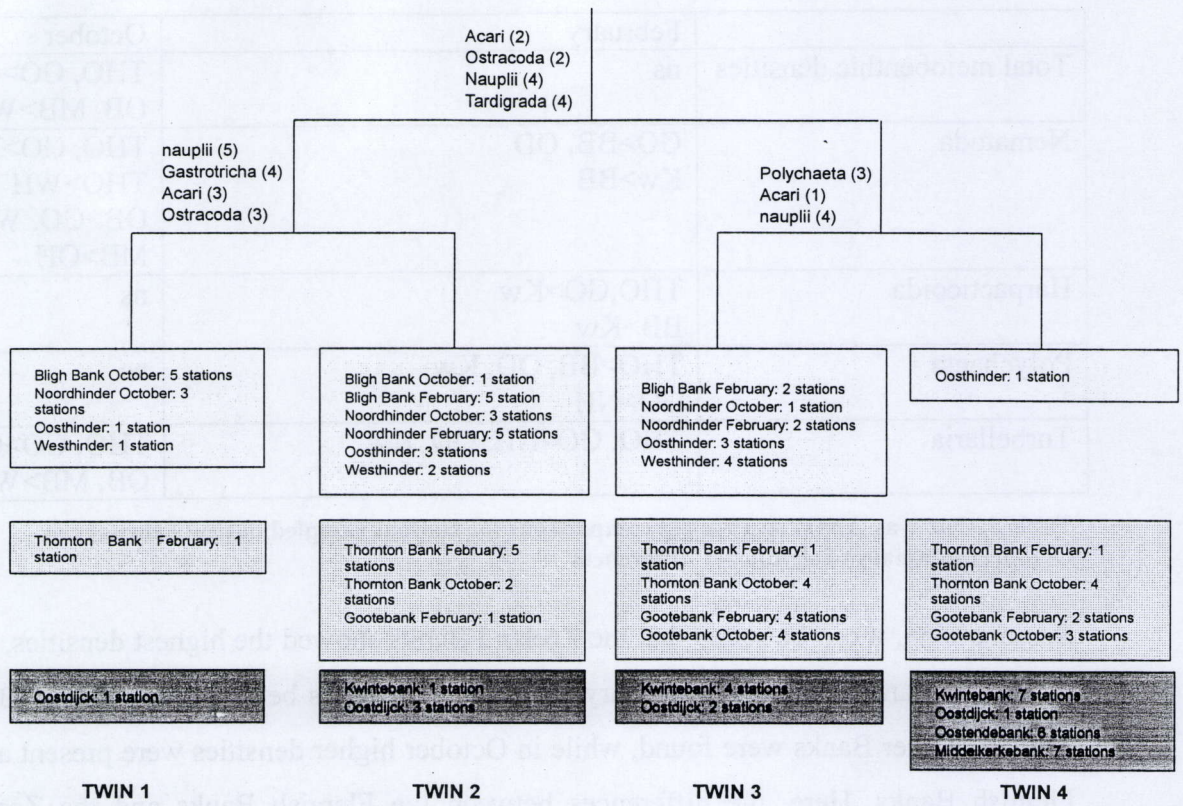 Acari (2)
Ostracoda (2)
Nauplii (4)
Tardigrada (4)
nauplii (5)
Gastrotricha (4)
Acari (3)
Ostracoda (3)
Polychaeta (3)
Acari (1)
nauplii (4)
Bligh Bank October: 5 stations
Noordhinder October: 3
stations
Oosthinder: 1 station
Westhinder: 1 station
Bligh Bank October: 1 station
Bligh Bank February: 5 station
Noordhinder October: 3 stations
Noordhinder February: 5 stations
Oosthinder: 3 stations
Westhinder: 2 stations
Bligh Bank February: 2 stations
Noordhinder October: 1 station
Noordhinder February: 2 stations
Oosthinder: 3 stations
Westhinder: 4 stations
Oosthinder: 1 station
Thornton Bank February: 1
station
Thornton Bank February: 5
stations
Thornton Bank October: 2
stations
Gootebank February: 1 station
Thornton Bank February: 1
station
Thornton Bank October: 4
stations
Gootebank February: 4 stations
Gootebank October: 4 stations
Thornton Bank February: 1
station
Thornton Bank October: 4
stations
Gootebank February: 2 stations
Gootebank October: 3 stations
Oostdijck: 1 station
Kwintebank: 1 station
Oostdijck: 3 stations
Kwintebank: 4 stations
Oostdijck: 2 stations
Kwintebank: 7 stations
Oostdijck: 1 station
Oostendebank: 6 stations
Middelkerkebank: 7 stations
TWIN 1
TWIN 2
TWIN 3
TWIN 4